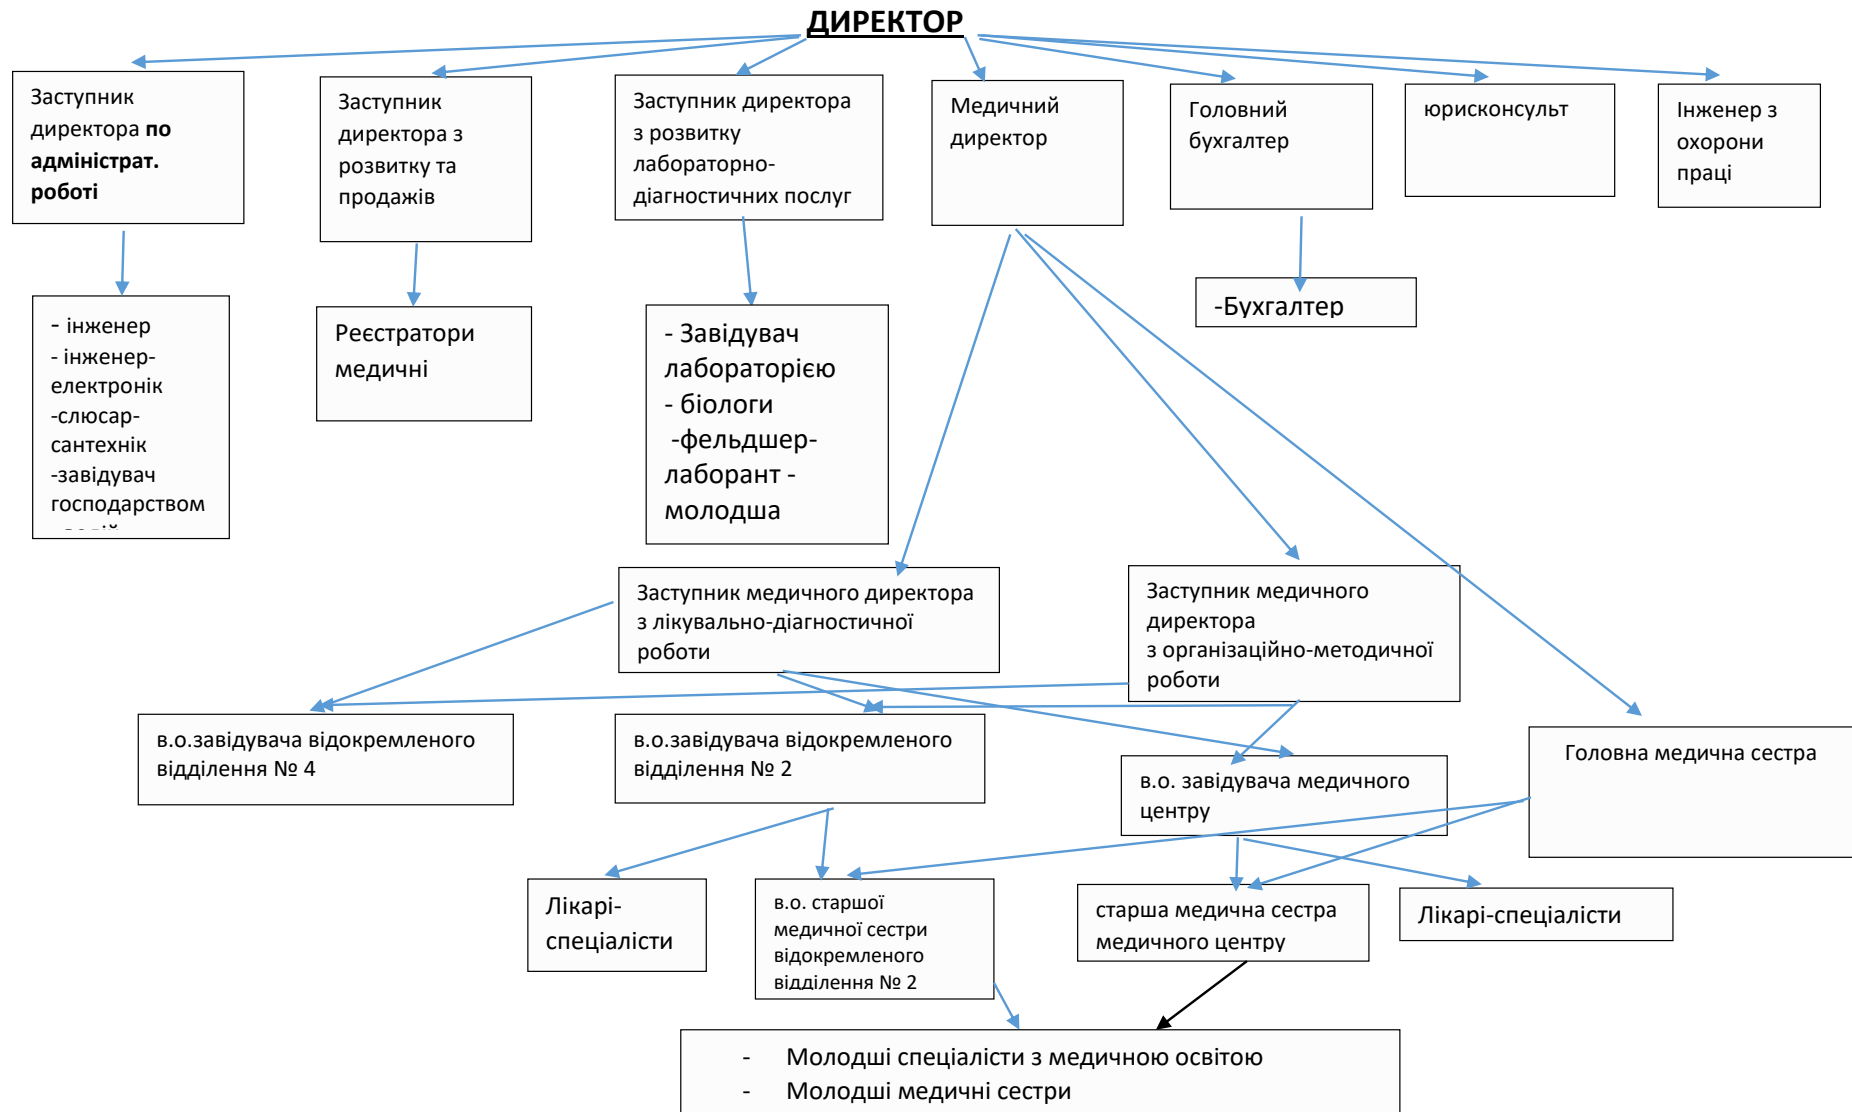 ДИРЕКТОР
Заступник
директора по
адміністрат.
роботі
Заступник
директора з
розвитку та
продажів
Заступник директора
з розвитку
лабораторно-
діагностичних послуг
Медичний
директор
Головний
бухгалтер
юрисконсульт
Інженер з
охорони
праці
- інженер
- інженер-
електронік
-слюсар-
сантехнік
-завідувач
господарством
Реєстратори
медичні
- Завідувач
лабораторією
- біологи
-фельдшер-
лаборант -
молодша
-Бухгалтер
Заступник медичного директора
з лікувально-діагностичної
роботи
Заступник медичного
директора
з організаційно-методичної
роботи
в.о.завідувача відокремленого
відділення № 4
в.о.завідувача відокремленого
відділення № 2
в.о. завідувача медичного
центру
Головна медична сестра
Лікарі-
спеціалісти
в.о. старшої
медичної сестри
відокремленого
відділення № 2
старша медична сестра
медичного центру
Лікарі-спеціалісти
- Молодші спеціалісти з медичною освітою
- Молодші медичні сестри